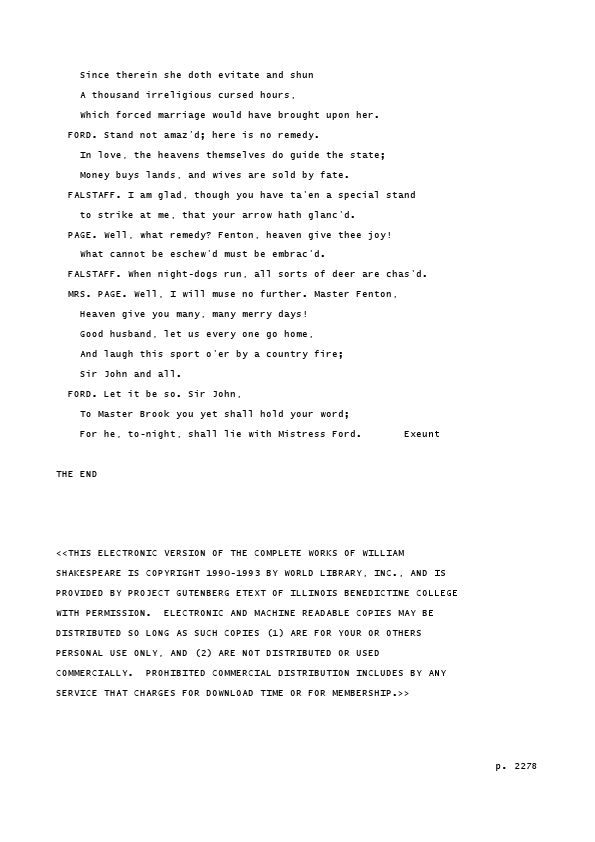 Since therein she doth evitate and shun
A thousand irreligious cursed hours,
Which forced marriage would have brought upon her.
FORD. Stand not amaz'd; here is no remedy.
In love, the heavens themselves do guide the state;
Money buys lands, and wives are sold by fate.
FALSTAFF. I am glad, though you have ta'en a special stand
to strike at me, that your arrow hath glanc'd.
PAGE. Well, what remedy? Fenton, heaven give thee joy!
What cannot be eschew'd must be embrac'd.
FALSTAFF. When night-dogs run, all sorts of deer are chas'd.
MRS. PAGE. Well, I will muse no further. Master Fenton,
Heaven give you many, many merry days!
Good husband, let us every one go home,
And laugh this sport o'er by a country fire;
Sir John and all.
FORD. Let it be so. Sir John,
To Master Brook you yet shall hold your word;
For he, to-night, shall lie with Mistress Ford. Exeunt
THE END
<<THIS ELECTRONIC VERSION OF THE COMPLETE WORKS OF WILLIAM
SHAKESPEARE IS COPYRIGHT 1990-1993 BY WORLD LIBRARY, INC., AND IS
PROVIDED BY PROJECT GUTENBERG ETEXT OF ILLINOIS BENEDICTINE COLLEGE
WITH PERMISSION. ELECTRONIC AND MACHINE READABLE COPIES MAY BE
DISTRIBUTED SO LONG AS SUCH COPIES (1) ARE FOR YOUR OR OTHERS
PERSONAL USE ONLY, AND (2) ARE NOT DISTRIBUTED OR USED
COMMERCIALLY. PROHIBITED COMMERCIAL DISTRIBUTION INCLUDES BY ANY
SERVICE THAT CHARGES FOR DOWNLOAD TIME OR FOR MEMBERSHIP.>>
p. 2278